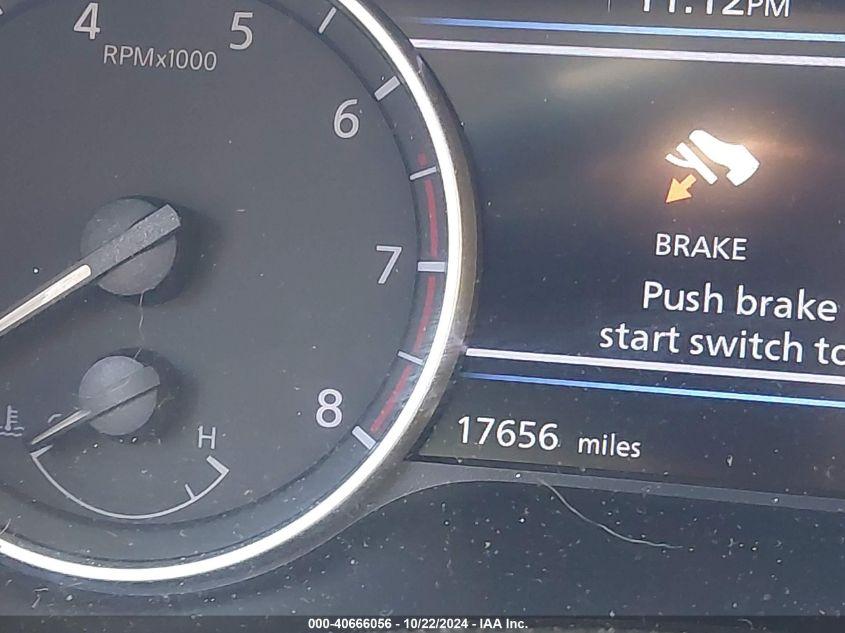 11:12PM
4
5
RPMx1000
6
7
8
H
BRAKE
Push brake
start switch to
17656 miles
000-40666056 - 10/22/2024 - IAA Inc.